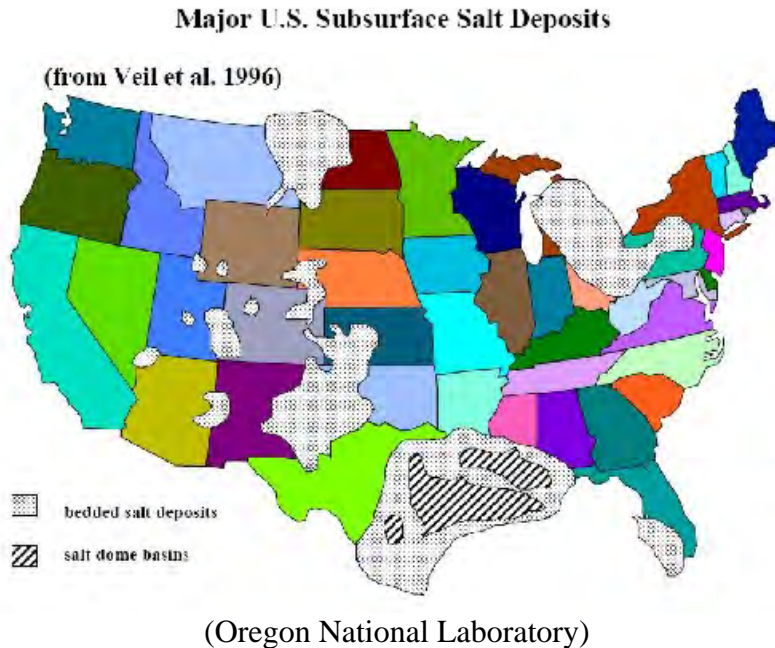 Major U.S. Subsurface Salt Deposits
(from Veil et al. 1996)
bedded salt deposits
salt dome basins
(Oregon National Laboratory)